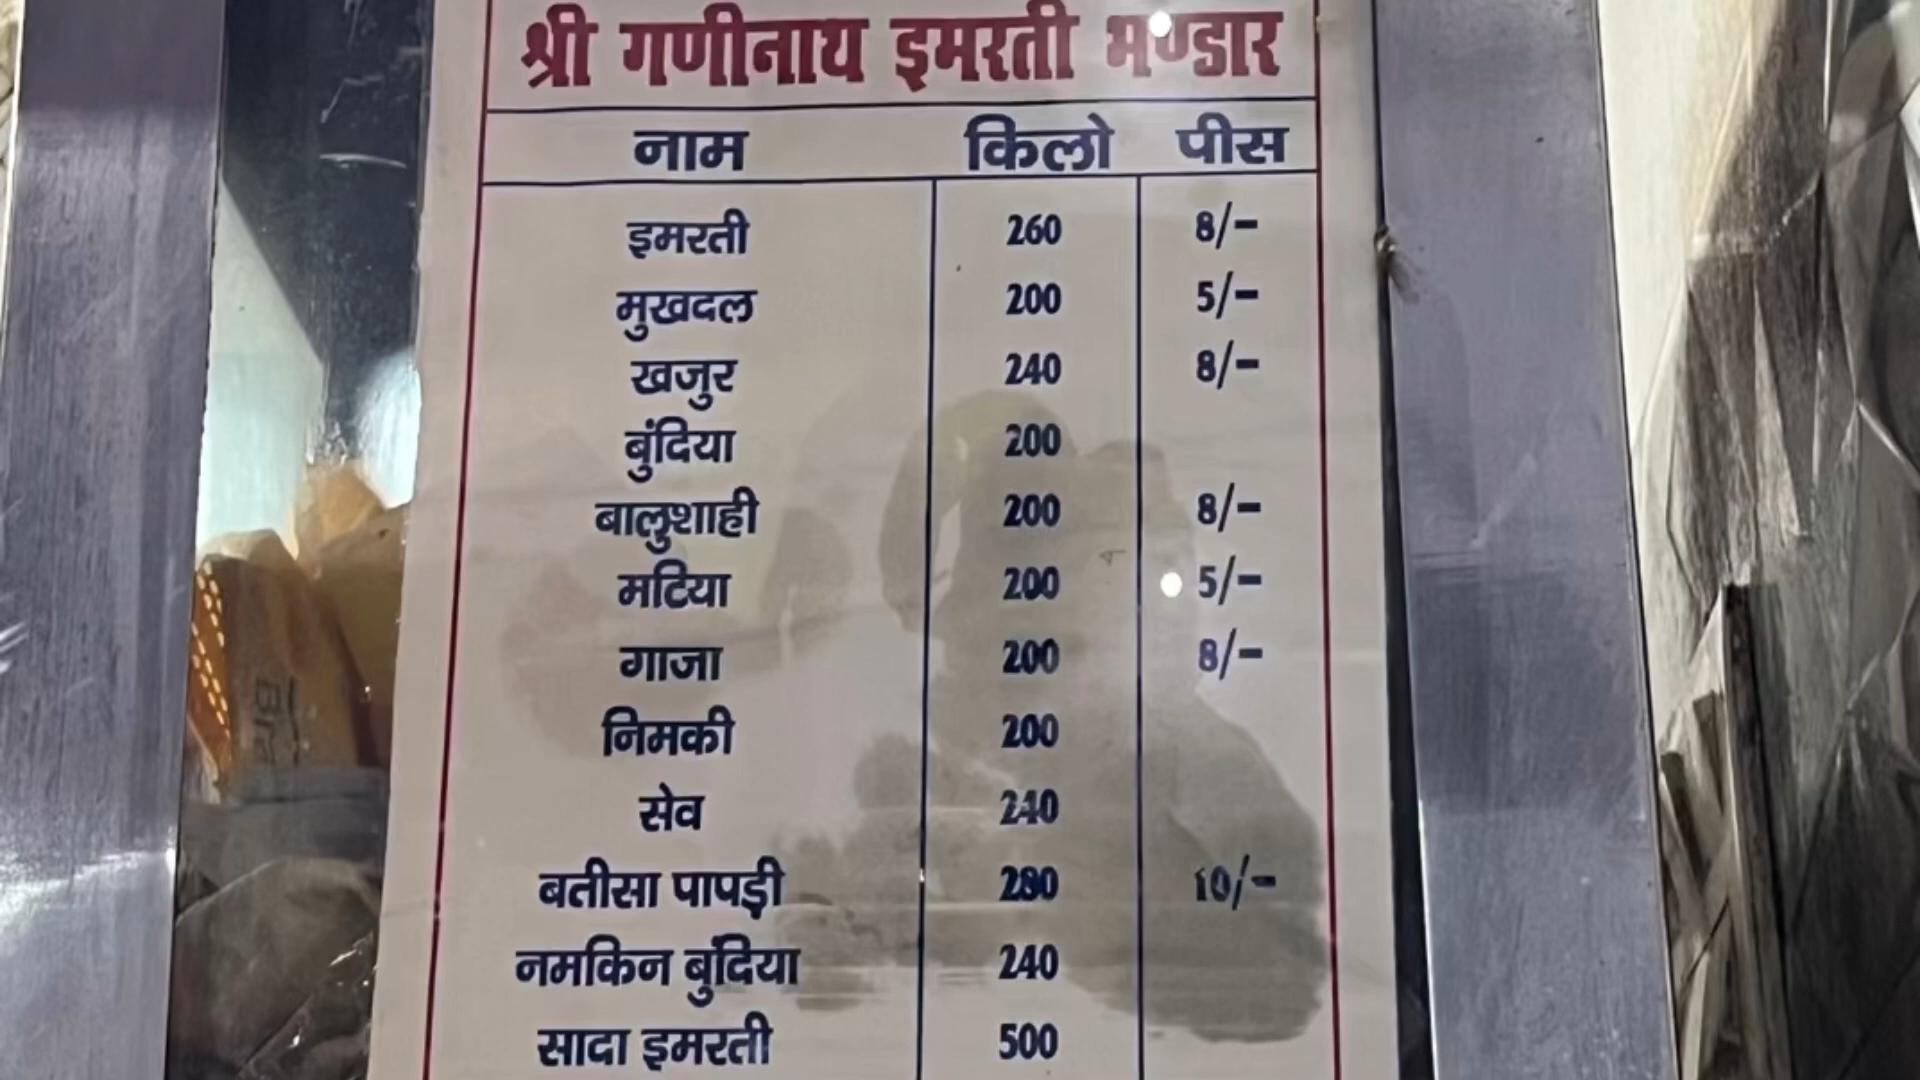 श्री गणीनाथ इमरती भण्डार
नाम किलो पीस
इमरती 260 8/-
मुखदल 200 5/-
खजुर 240 8/-
बुंदिया 200
बालुशाही 200 8/-
मटिया 200 5/-
गाजा 200 8/-
निमकी 200
सेव 240
बतीसा पापड़ी 280 10/-
नमकिन बुंदिया 240
सादा इमरती 500